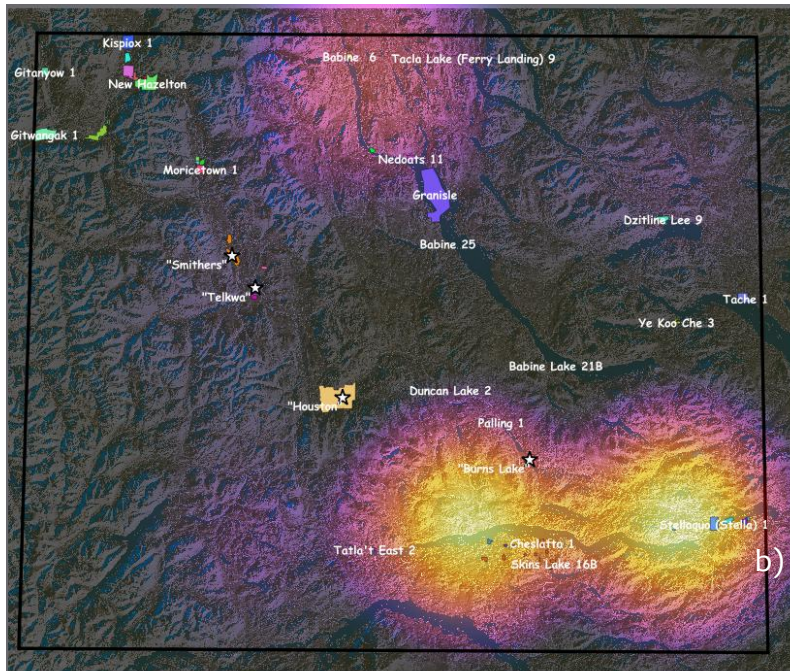 Kispiox 1
Babine 6
Tacla Lake (Ferry Landing) 9
Gitanyow 1
New Hazelton
Gitwangak 1
Nedoats 11
Moricetown 1
Granisle
Dzitline Lee 9
Babine 25
"Smithers"
"Telkwa"
Tache 1
Ye Koo Che 3
Babine Lake 21B
Duncan Lake 2
"Houston"
Palling 1
"Burns Lake"
Stellaquo (Stella) 1
Tatla't East 2
Cheslatta 1
b)
Skins Lake 16B